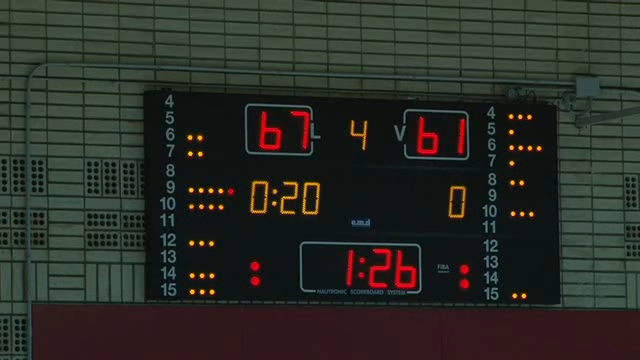 4 4
5 67 L 4 V 61 5
6 6
7 7
8 8
9 0:20 0 9
10 10
11 e.m.d 11
12 12
13 1:26 FIBA 13
14 14
15 NAUTRONIC SCOREBOARD SYSTEM 15